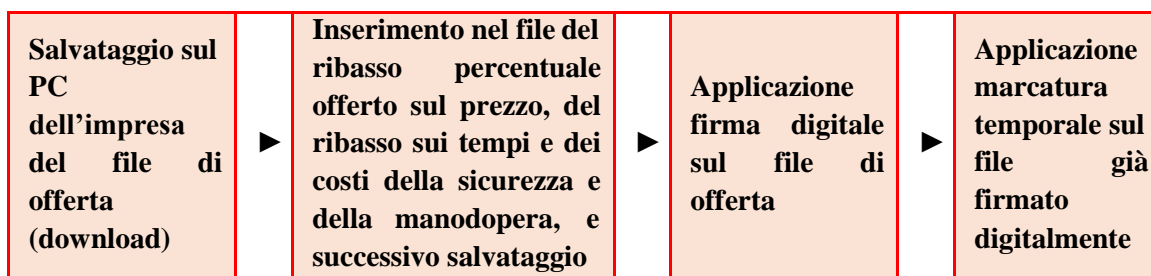 Salvataggio sul
PC
dell’impresa
del file di
offerta
(download)
►
Inserimento nel file del
ribasso percentuale
offerto sul prezzo, del
ribasso sui tempi e dei
costi della sicurezza e
della manodopera, e
successivo salvataggio
►
Applicazione
firma digitale
sul file di
offerta
►
Applicazione
marcatura
temporale sul
file già
firmato
digitalmente